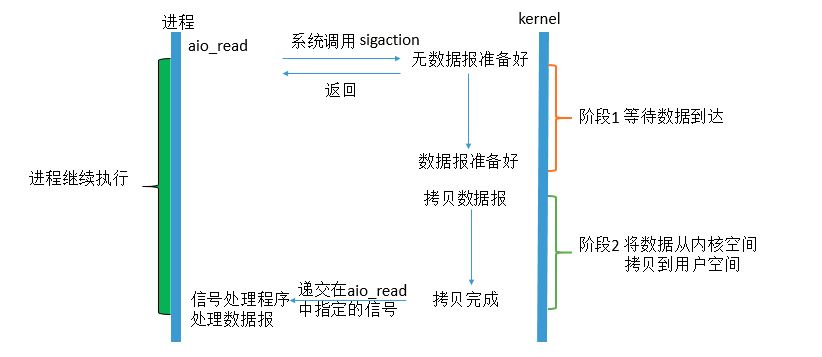 进程
kernel
aio_read
系统调用 sigaction
无数据报准备好
返回
阶段1 等待数据到达
数据报准备好
进程继续执行
拷贝数据报
阶段2 将数据从内核空间
拷贝到用户空间
递交在aio_read
中指定的信号
拷贝完成
信号处理程序
处理数据报